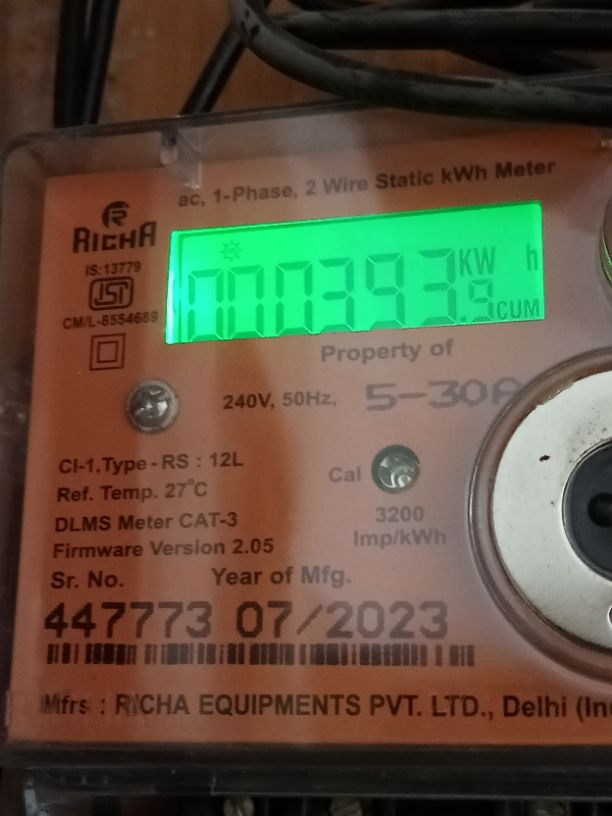 ac, 1-Phase, 2 Wire Static kWh Meter
RICHA
IS:13779
ISI
CM/L-8554689
000393.9 KW h
CUM
Property of
240V, 50Hz, 5-30A
CI-1,Type-RS : 12L
Ref. Temp. 27°C
Cal
DLMS Meter CAT-3
3200
Firmware Version 2.05
Imp/kWh
Sr. No. Year of Mfg.
447773 07/2023
Mfrs : RICHA EQUIPMENTS PVT. LTD., Delhi